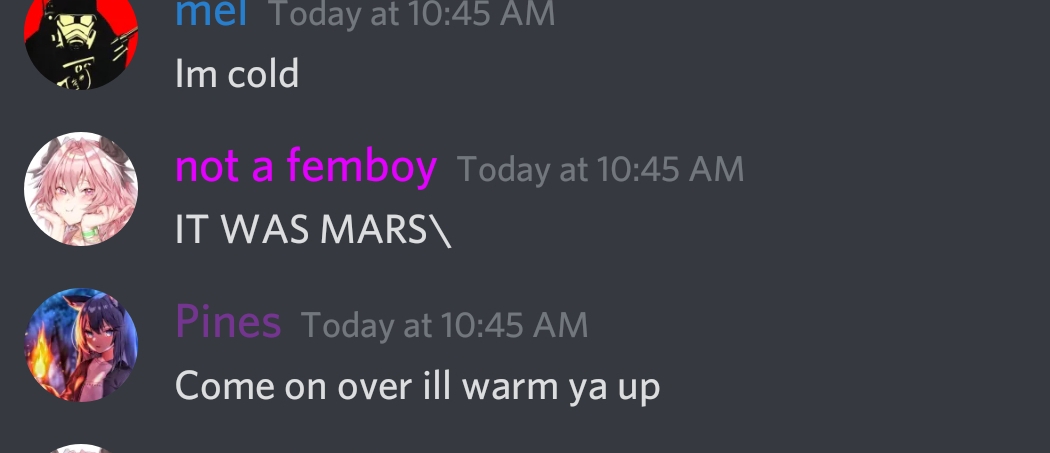 mel Today at 10:45 AM
Im cold
not a femboy Today at 10:45 AM
IT WAS MARS\
Pines Today at 10:45 AM
Come on over ill warm ya up